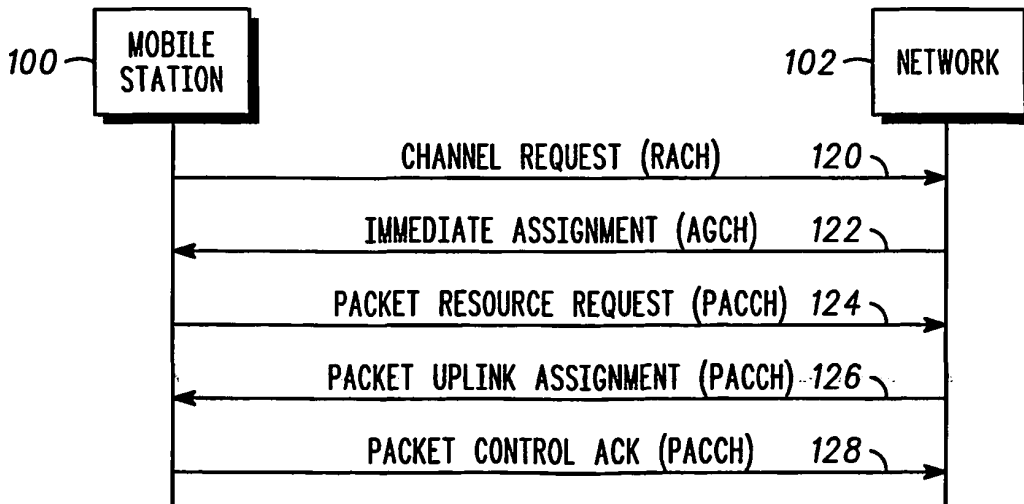 100 MOBILE STATION
102 NETWORK
CHANNEL REQUEST (RACH) 120
IMMEDIATE ASSIGNMENT (AGCH) 122
PACKET RESOURCE REQUEST (PACCH) 124
PACKET UPLINK ASSIGNMENT (PACCH) 126
PACKET CONTROL ACK (PACCH) 128